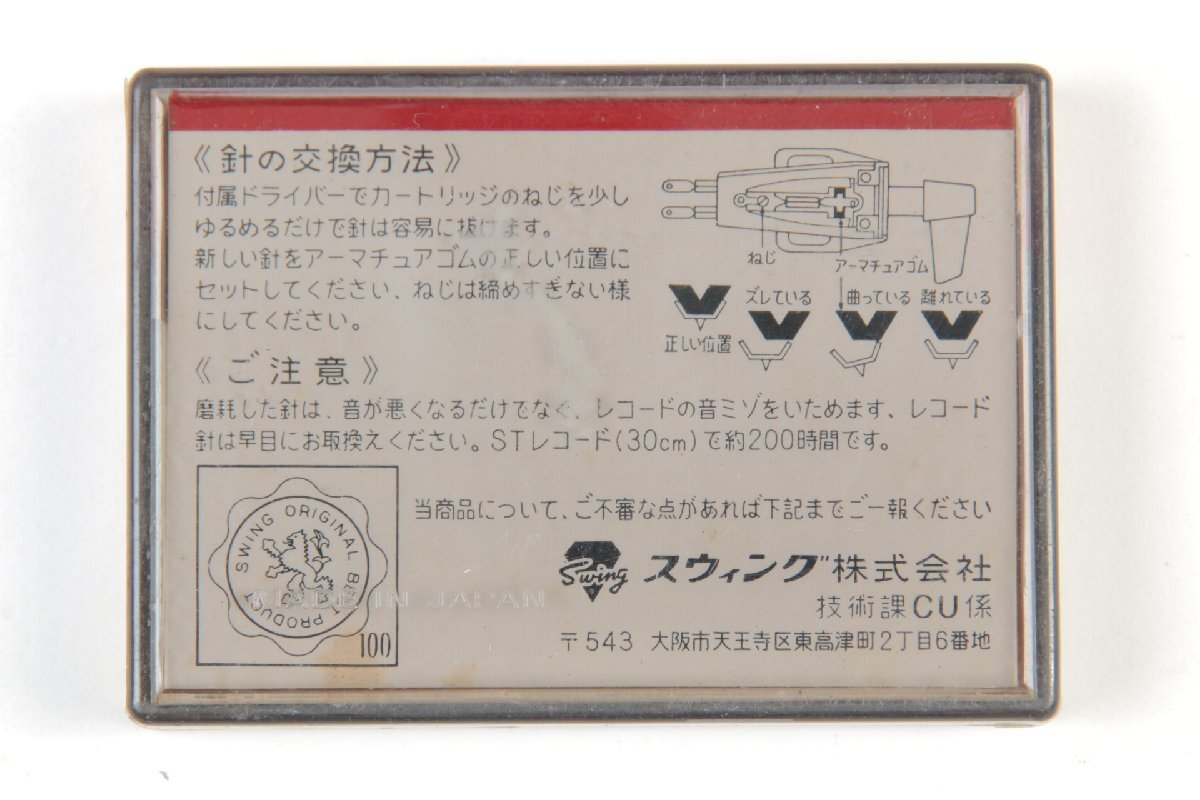 《針の交換方法》
付属ドライバーでカートリッジのねじを少し
ゆるめるだけで針は容易に抜けます。
新しい針をアーマチュアゴムの正しい位置に
セットしてください、ねじは締めすぎない様
にしてください。
ねじ
アーマチュアゴム
ズレている 曲っている 離れている
正しい位置
《ご注意》
磨耗した針は、音が悪くなるだけでなく、レコードの音ミゾをいためます、レコード
針は早目にお取換えください。STレコード(30cm)で約200時間です。
SWING ORIGINAL BEST PRODUCT
100
MADE IN JAPAN
当商品について、ご不審な点があれば下記までご一報ください
Swing スウィング株式会社
技術課CU係
〒543 大阪市天王寺区東高津町2丁目6番地